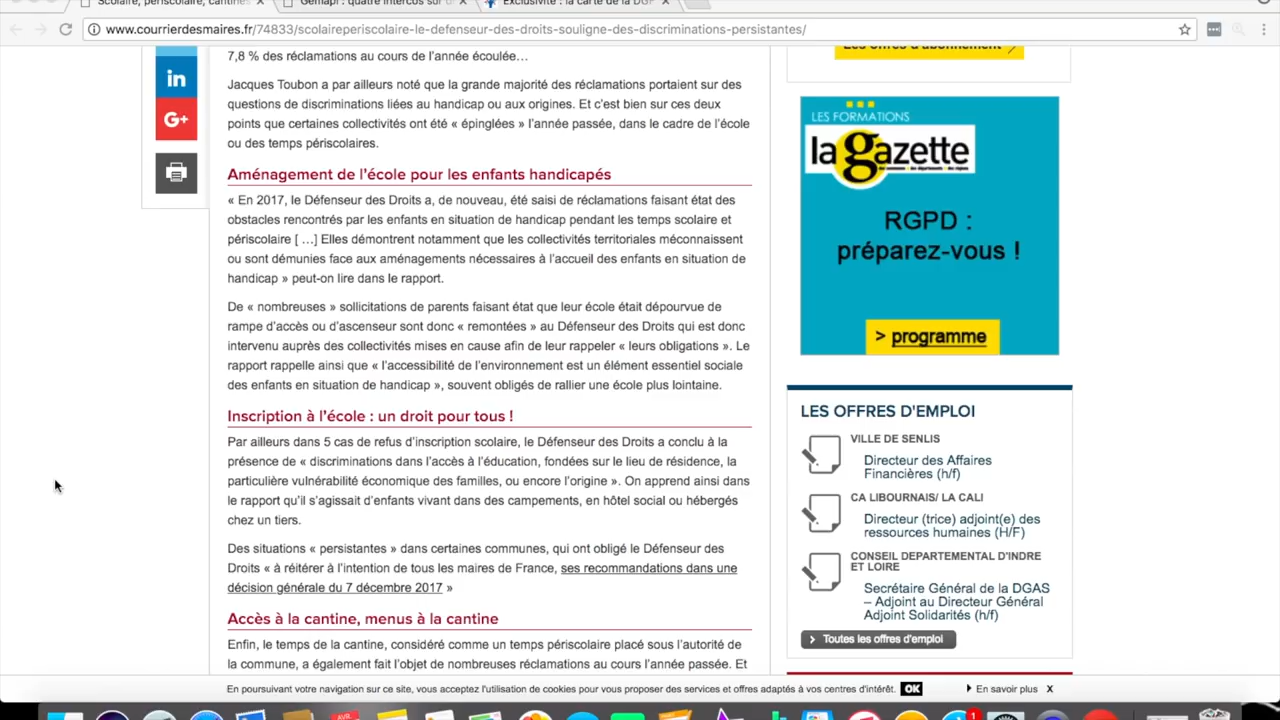 Scolaire, périscolaire, cantines
Gemapi : quatre intercos sur
Exclusivité : la carte de la DGF
www.courrierdesmaires.fr/74833/scolaireperiscolaire-le-defenseur-des-droits-souligne-des-discriminations-persistantes/
7,8 % des réclamations au cours de l'année écoulée…
Jacques Toubon a par ailleurs noté que la grande majorité des réclamations portaient sur des
questions de discriminations liées au handicap ou aux origines. Et c'est bien sur ces deux
points que certaines collectivités ont été « épinglées » l'année passée, dans le cadre de l'école
ou des temps périscolaires.
Aménagement de l'école pour les enfants handicapés
« En 2017, le Défenseur des Droits a, de nouveau, été saisi de réclamations faisant état des
obstacles rencontrés par les enfants en situation de handicap pendant les temps scolaire et
périscolaire [ …] Elles démontrent notamment que les collectivités territoriales méconnaissent
ou sont démunies face aux aménagements nécessaires à l'accueil des enfants en situation de
handicap » peut-on lire dans le rapport.
De « nombreuses » sollicitations de parents faisant état que leur école était dépourvue de
rampe d'accès ou d'ascenseur sont donc « remontées » au Défenseur des Droits qui est donc
intervenu auprès des collectivités mises en cause afin de leur rappeler « leurs obligations ». Le
rapport rappelle ainsi que « l'accessibilité de l'environnement est un élément essentiel sociale
des enfants en situation de handicap », souvent obligés de rallier une école plus lointaine.
Inscription à l'école : un droit pour tous !
Par ailleurs dans 5 cas de refus d'inscription scolaire, le Défenseur des Droits a conclu à la
présence de « discriminations dans l'accès à l'éducation, fondées sur le lieu de résidence, la
particulière vulnérabilité économique des familles, ou encore l'origine ». On apprend ainsi dans
le rapport qu'il s'agissait d'enfants vivant dans des campements, en hôtel social ou hébergés
chez un tiers.
Des situations « persistantes » dans certaines communes, qui ont obligé le Défenseur des
Droits « à réitérer à l'intention de tous les maires de France, ses recommandations dans une
décision générale du 7 décembre 2017 »
Accès à la cantine, menus à la cantine
Enfin, le temps de la cantine, considéré comme un temps périscolaire placé sous l'autorité de
la commune, a également fait l'objet de nombreuses réclamations au cours l'année passée. Et
in
G+
Les offres d'abonnement
LES FORMATIONS
la gazette
RGPD :
préparez-vous !
> programme
LES OFFRES D'EMPLOI
VILLE DE SENLIS
Directeur des Affaires
Financières (h/f)
CA LIBOURNAIS/ LA CALI
Directeur (trice) adjoint(e) des
ressources humaines (H/F)
CONSEIL DEPARTEMENTAL D'INDRE
ET LOIRE
Secrétaire Général de la DGAS
– Adjoint au Directeur Général
Adjoint Solidarités (h/f)
Toutes les offres d'emploi
En poursuivant votre navigation sur ce site, vous acceptez l'utilisation de cookies pour vous proposer des services et offres adaptés à vos centres d'intérêt. OK En savoir plus X
AVR.
1